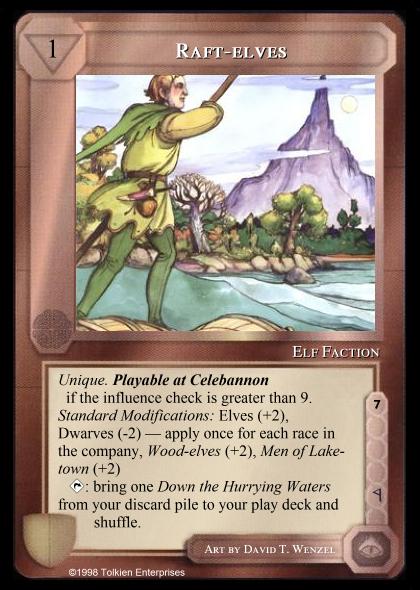 1
RAFT-ELVES
ELF FACTION
Unique. Playable at Celebannon
if the influence check is greater than 9.
Standard Modifications: Elves (+2),
Dwarves (-2) — apply once for each race in
the company, Wood-elves (+2), Men of Lake-
town (+2)
: bring one Down the Hurrying Waters
from your discard pile to your play deck and
shuffle.
7
ART BY DAVID T. WENZEL
©1998 Tolkien Enterprises